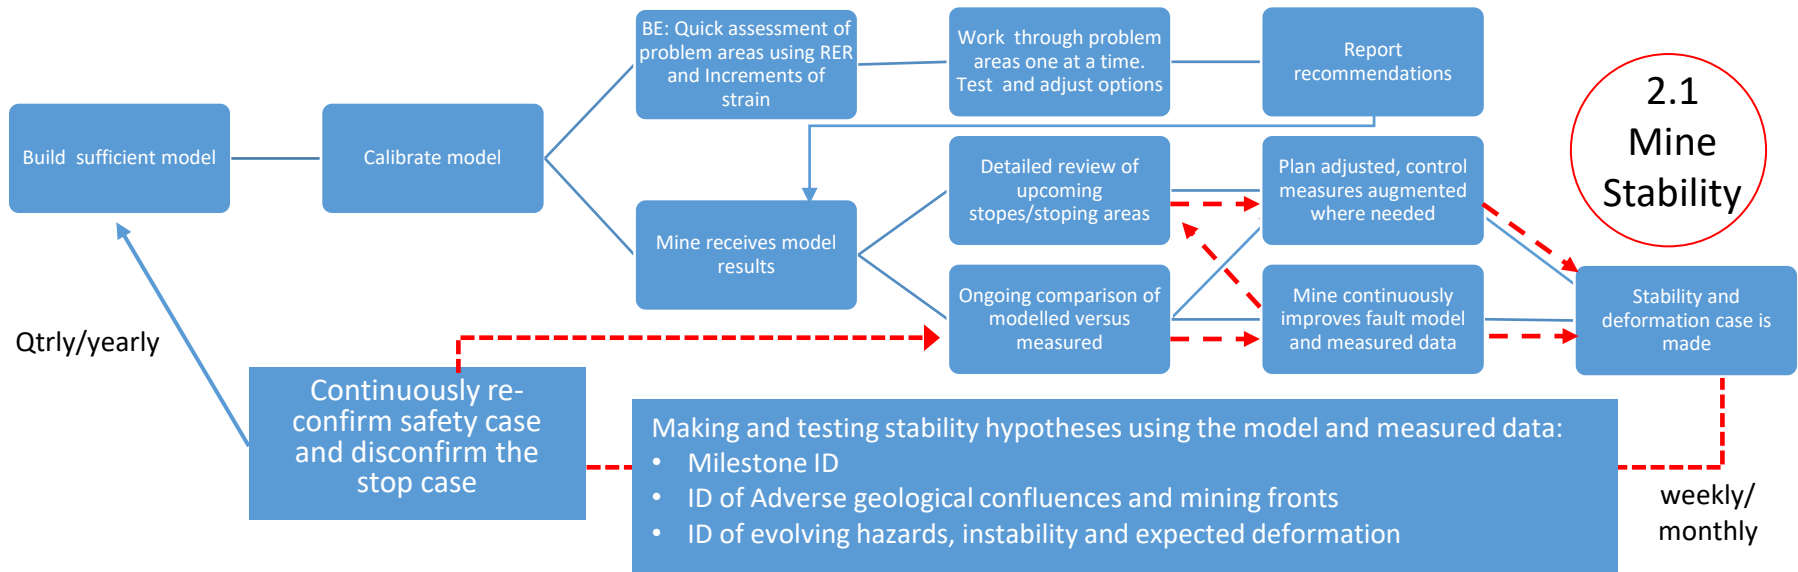 BE: Quick assessment of
problem areas using RER
and Increments of
strain
Work through problem
areas one at a time.
Test and adjust options
Report
recommendations
2.1
Mine
Stability
Build sufficient model
Calibrate model
Detailed review of
upcoming
stopes/stoping areas
Plan adjusted, control
measures augmented
where needed
Mine receives model
results
Ongoing comparison of
modelled versus
measured
Mine continuously
improves fault model
and measured data
Stability and
deformation case is
made
Qtrly/yearly
Continuously re-
confirm safety case
and disconfirm the
stop case
Making and testing stability hypotheses using the model and measured data:
• Milestone ID
• ID of Adverse geological confluences and mining fronts
• ID of evolving hazards, instability and expected deformation
weekly/
monthly